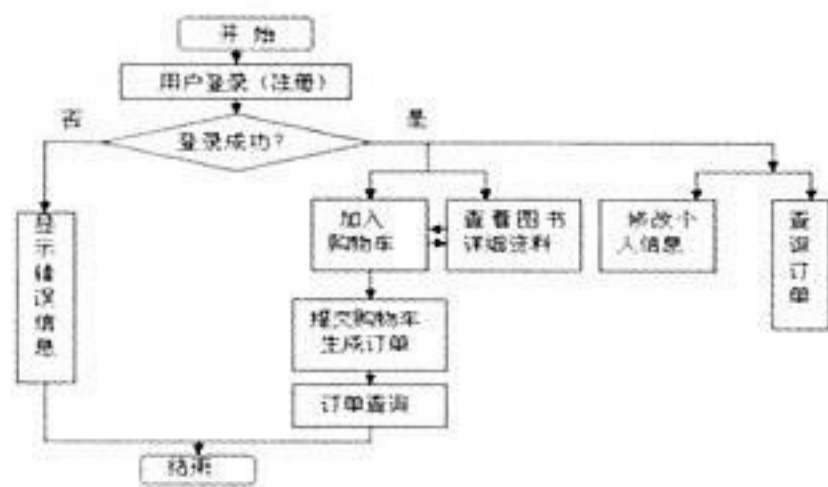 开始
用户登录（注册）
否
是
登录成功?
显示错误信息
加入
购物车
查看图书
详细资料
修改个
人信息
查询订单
提交购物车
生成订单
订单查询
结束